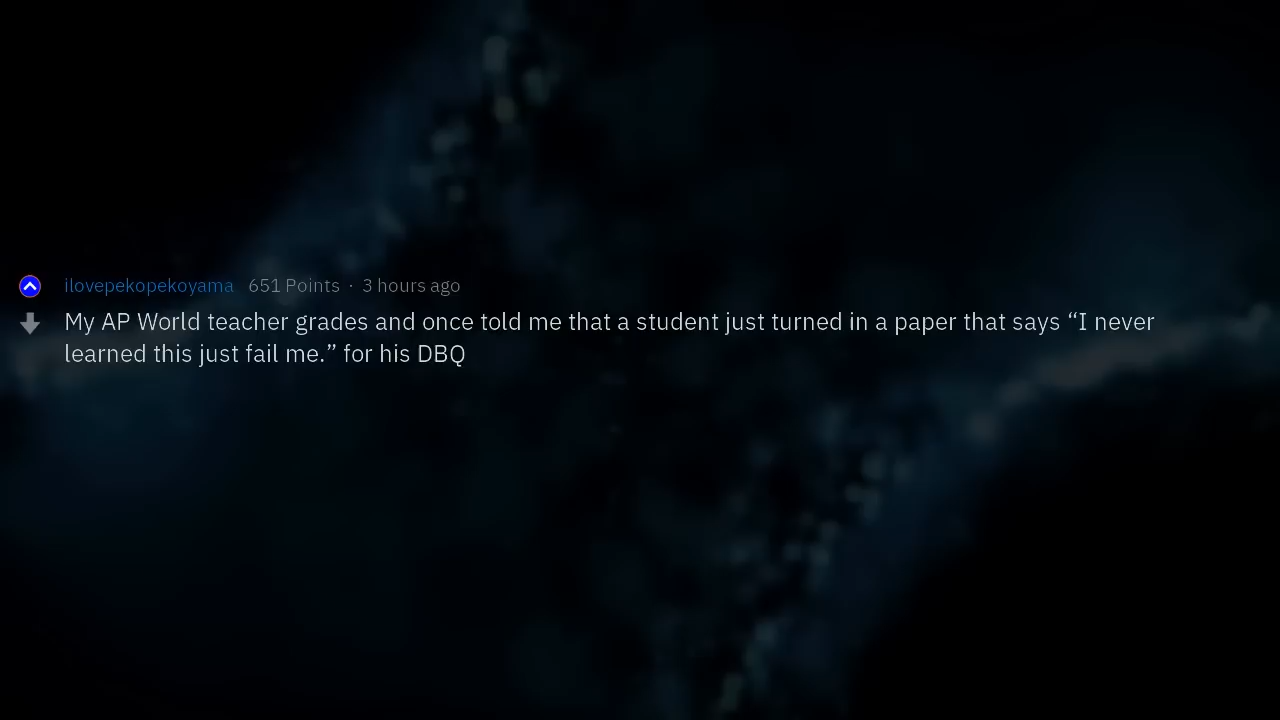 ilovepekopekoyama 651 Points · 3 hours ago
My AP World teacher grades and once told me that a student just turned in a paper that says “I never
learned this just fail me.” for his DBQ